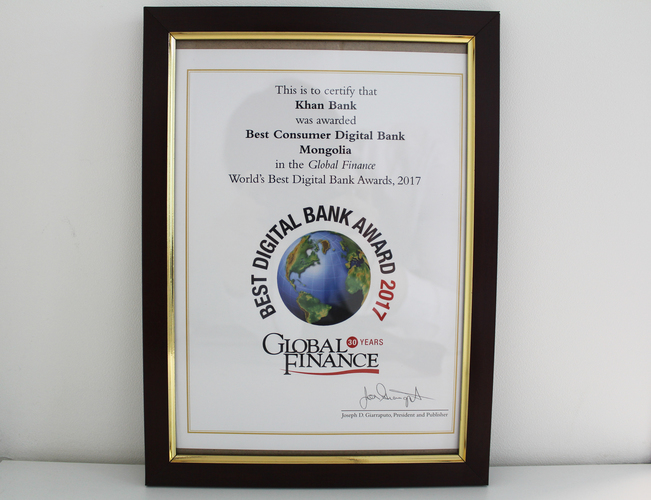 This is to certify that
Khan Bank
was awarded
Best Consumer Digital Bank
Mongolia
in the Global Finance
World's Best Digital Bank Awards, 2017
BEST DIGITAL BANK AWARD 2017
GLOBAL 30 YEARS
FINANCE
Joseph D. Giarraputo, President and Publisher